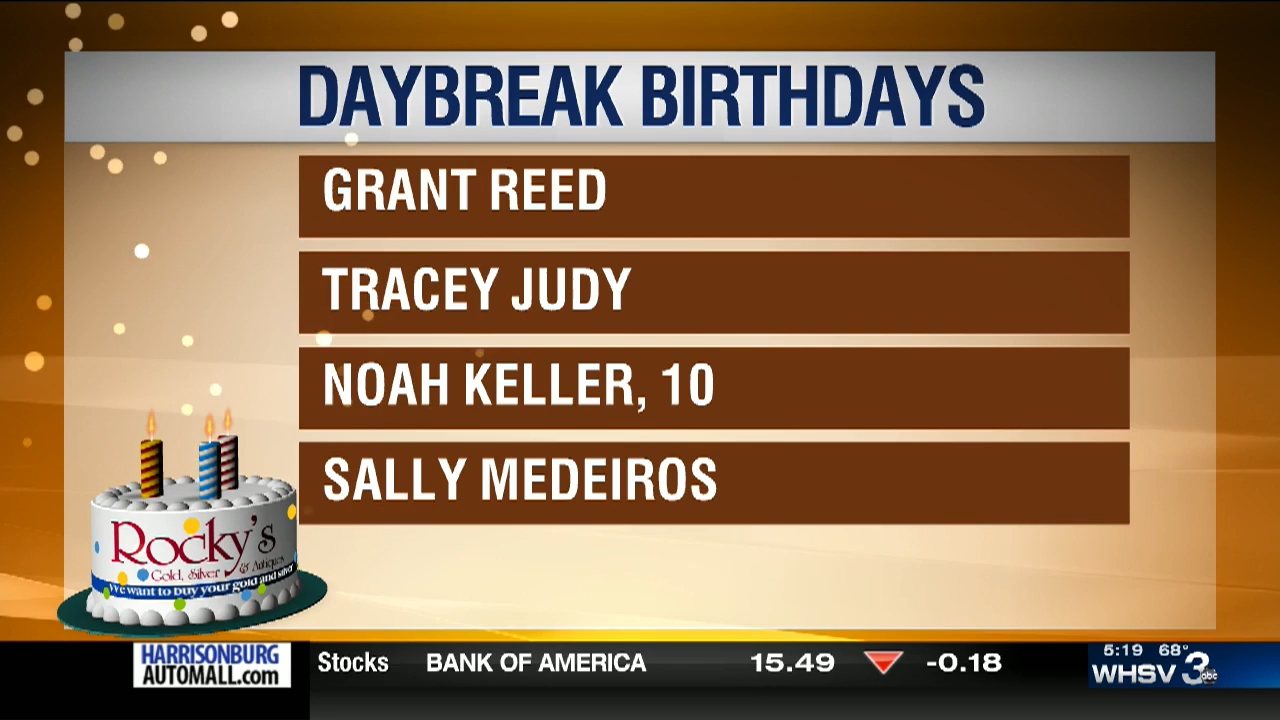 DAYBREAK BIRTHDAYS
GRANT REED
TRACEY JUDY
NOAH KELLER, 10
SALLY MEDEIROS
Rocky's
Gold, Silver & Antiques
We want to buy your gold and silver
HARRISONBURG
AUTOMALL.com
Stocks BANK OF AMERICA 15.49 -0.18
5:19 68°
WHSV 3 abc